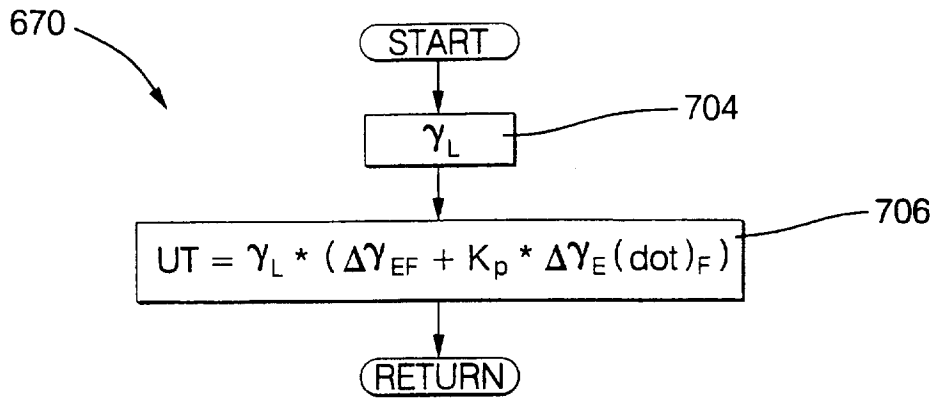 670
START
γL
704
UT = γL * (ΔγEF + Kp * ΔγE(dot)F)
706
RETURN